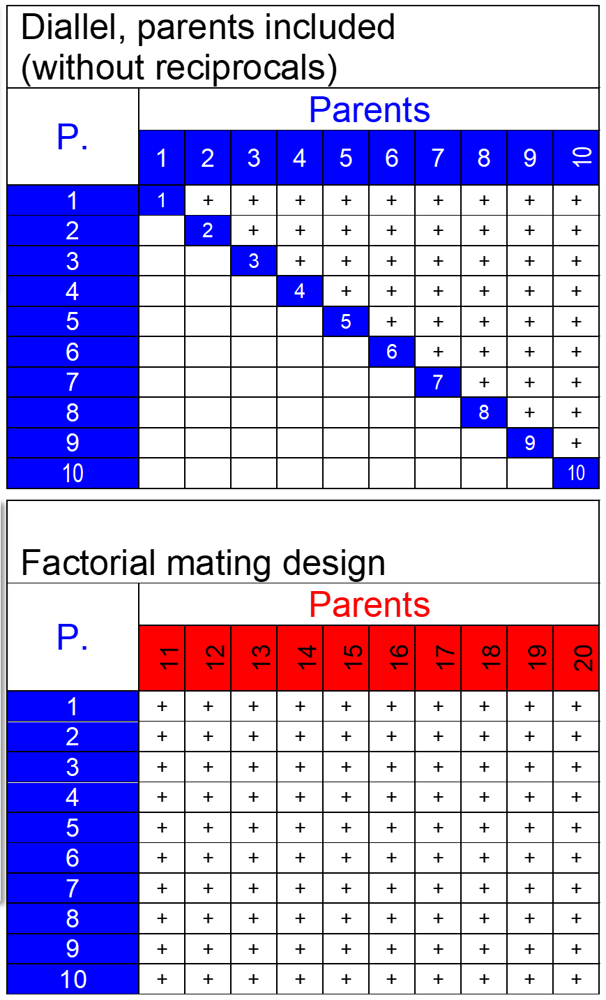 Diallel, parents included
(without reciprocals)
P.
Parents
1 2 3 4 5 6 7 8 9 10
1 1 + + + + + + + + +
2 2 + + + + + + + +
3 3 + + + + + + +
4 4 + + + + + +
5 5 + + + + +
6 6 + + + +
7 7 + + +
8 8 + +
9 9 +
10 10
Factorial mating design
P.
Parents
11 12 13 14 15 16 17 18 19 20
1 + + + + + + + + + +
2 + + + + + + + + + +
3 + + + + + + + + + +
4 + + + + + + + + + +
5 + + + + + + + + + +
6 + + + + + + + + + +
7 + + + + + + + + + +
8 + + + + + + + + + +
9 + + + + + + + + + +
10 + + + + + + + + + +